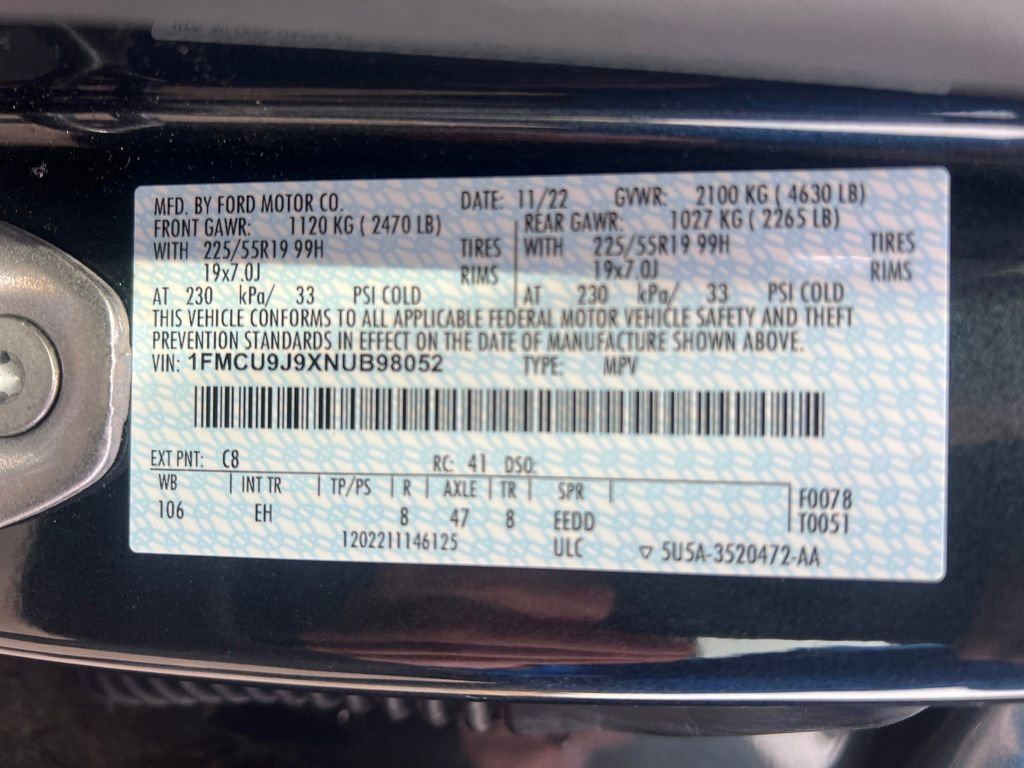 MFD. BY FORD MOTOR CO. DATE: 11/22 GVWR: 2100 KG ( 4630 LB)
FRONT GAWR: 1120 KG ( 2470 LB) REAR GAWR: 1027 KG ( 2265 LB)
WITH 225/55R19 99H TIRES WITH 225/55R19 99H TIRES
19x7.0J RIMS 19x7.0J RIMS
AT 230 kPa/ 33 PSI COLD AT 230 kPa/ 33 PSI COLD
THIS VEHICLE CONFORMS TO ALL APPLICABLE FEDERAL MOTOR VEHICLE SAFETY AND THEFT
PREVENTION STANDARDS IN EFFECT ON THE DATE OF MANUFACTURE SHOWN ABOVE.
VIN: 1FMCU9J9XNUB98052 TYPE: MPV
EXT PNT: C8 RC: 41 DSO:
WB INT TR TP/PS R AXLE TR SPR F0078
106 EH 8 47 8 EEDD T0051
1202211146125 ULC ▽ 5U5A-3520472-AA